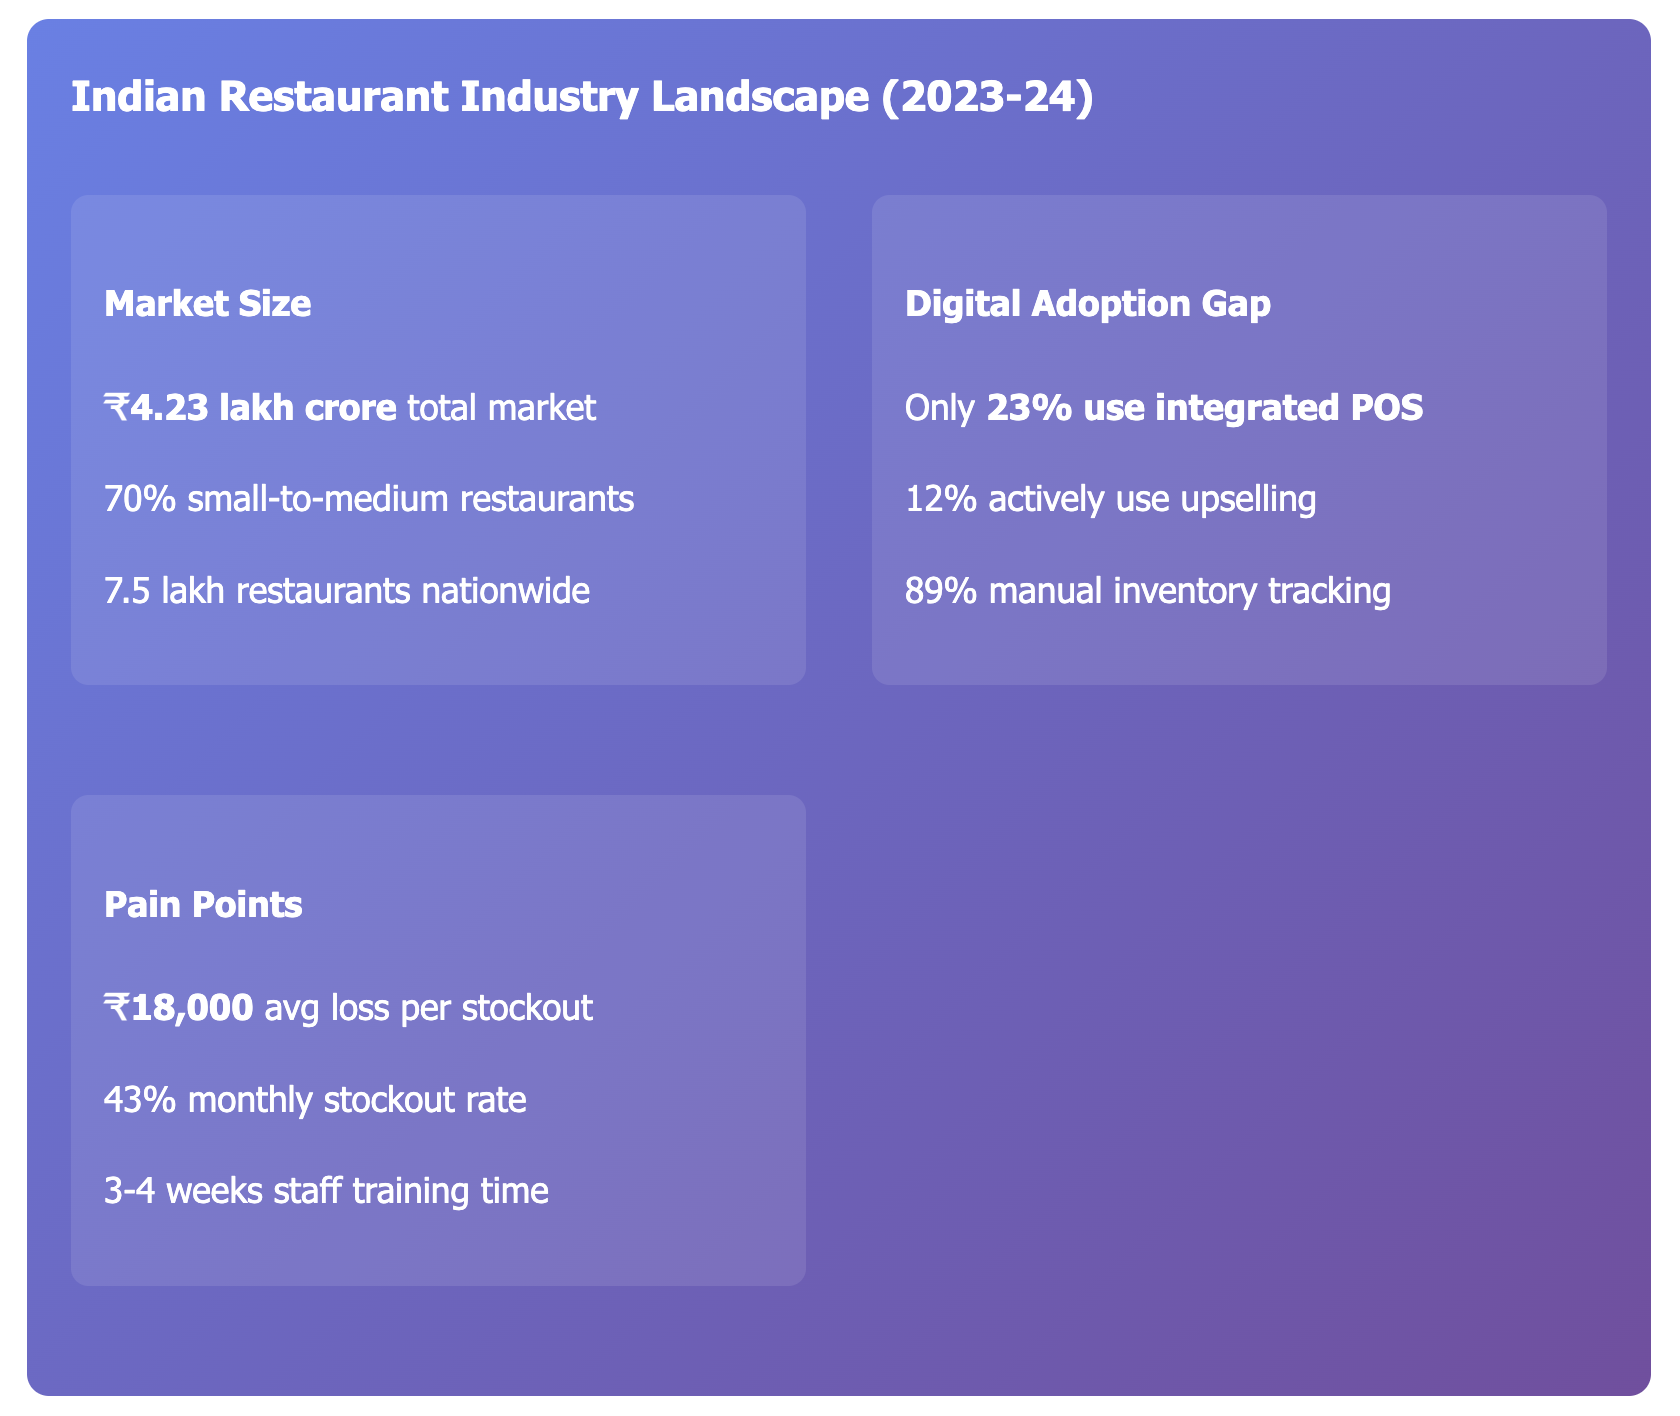 Indian Restaurant Industry Landscape (2023-24)
Market Size
₹4.23 lakh crore total market
70% small-to-medium restaurants
7.5 lakh restaurants nationwide
Digital Adoption Gap
Only 23% use integrated POS
12% actively use upselling
89% manual inventory tracking
Pain Points
₹18,000 avg loss per stockout
43% monthly stockout rate
3-4 weeks staff training time